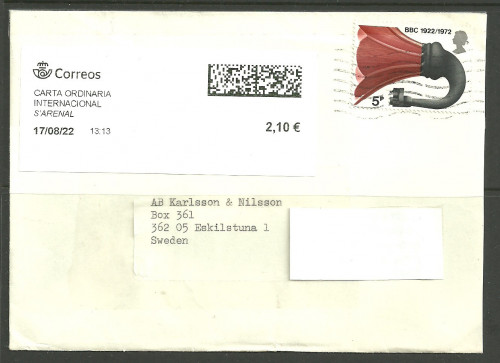 BBC 1922/1972
5P
Correos
CARTA ORDINARIA
INTERNACIONAL
S'ARENAL
17/08/22 13:13
2,10 €
AB Karlsson & Nilsson
Box 361
362 05 Eskilstuna 1
Sweden